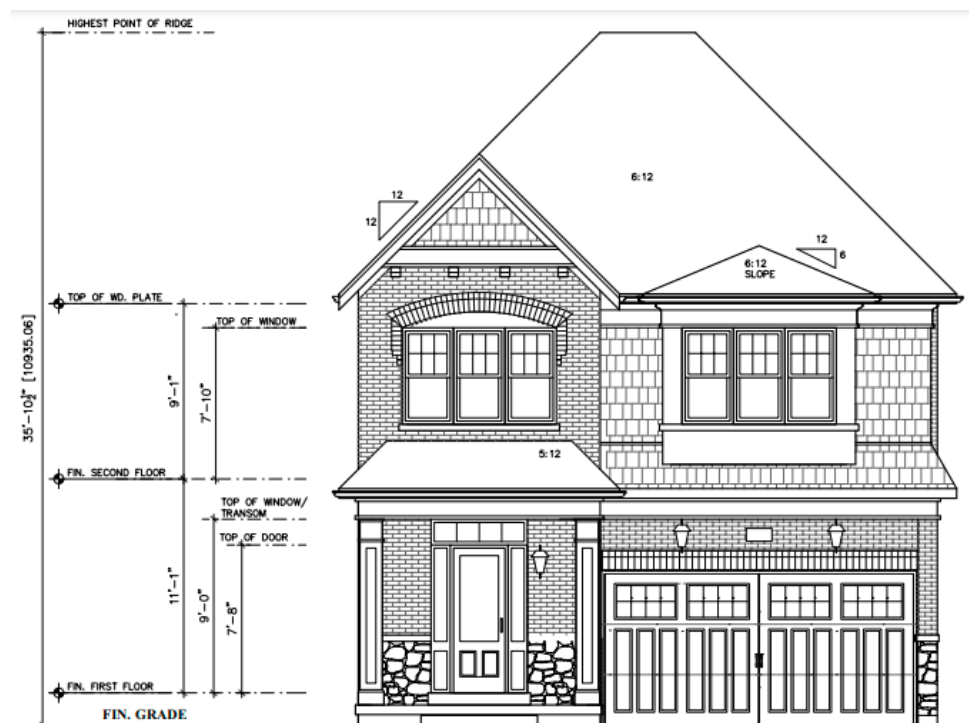 HIGHEST POINT OF RIDGE
12
12
6:12
12
6
6:12
SLOPE
TOP OF WD. PLATE
TOP OF WINDOW
35'-10½" [10935.06]
9'-1"
7'-10"
5:12
FIN. SECOND FLOOR
TOP OF WINDOW/
TRANSOM
TOP OF DOOR
11'-1"
9'-0"
7'-8"
FIN. FIRST FLOOR
FIN. GRADE